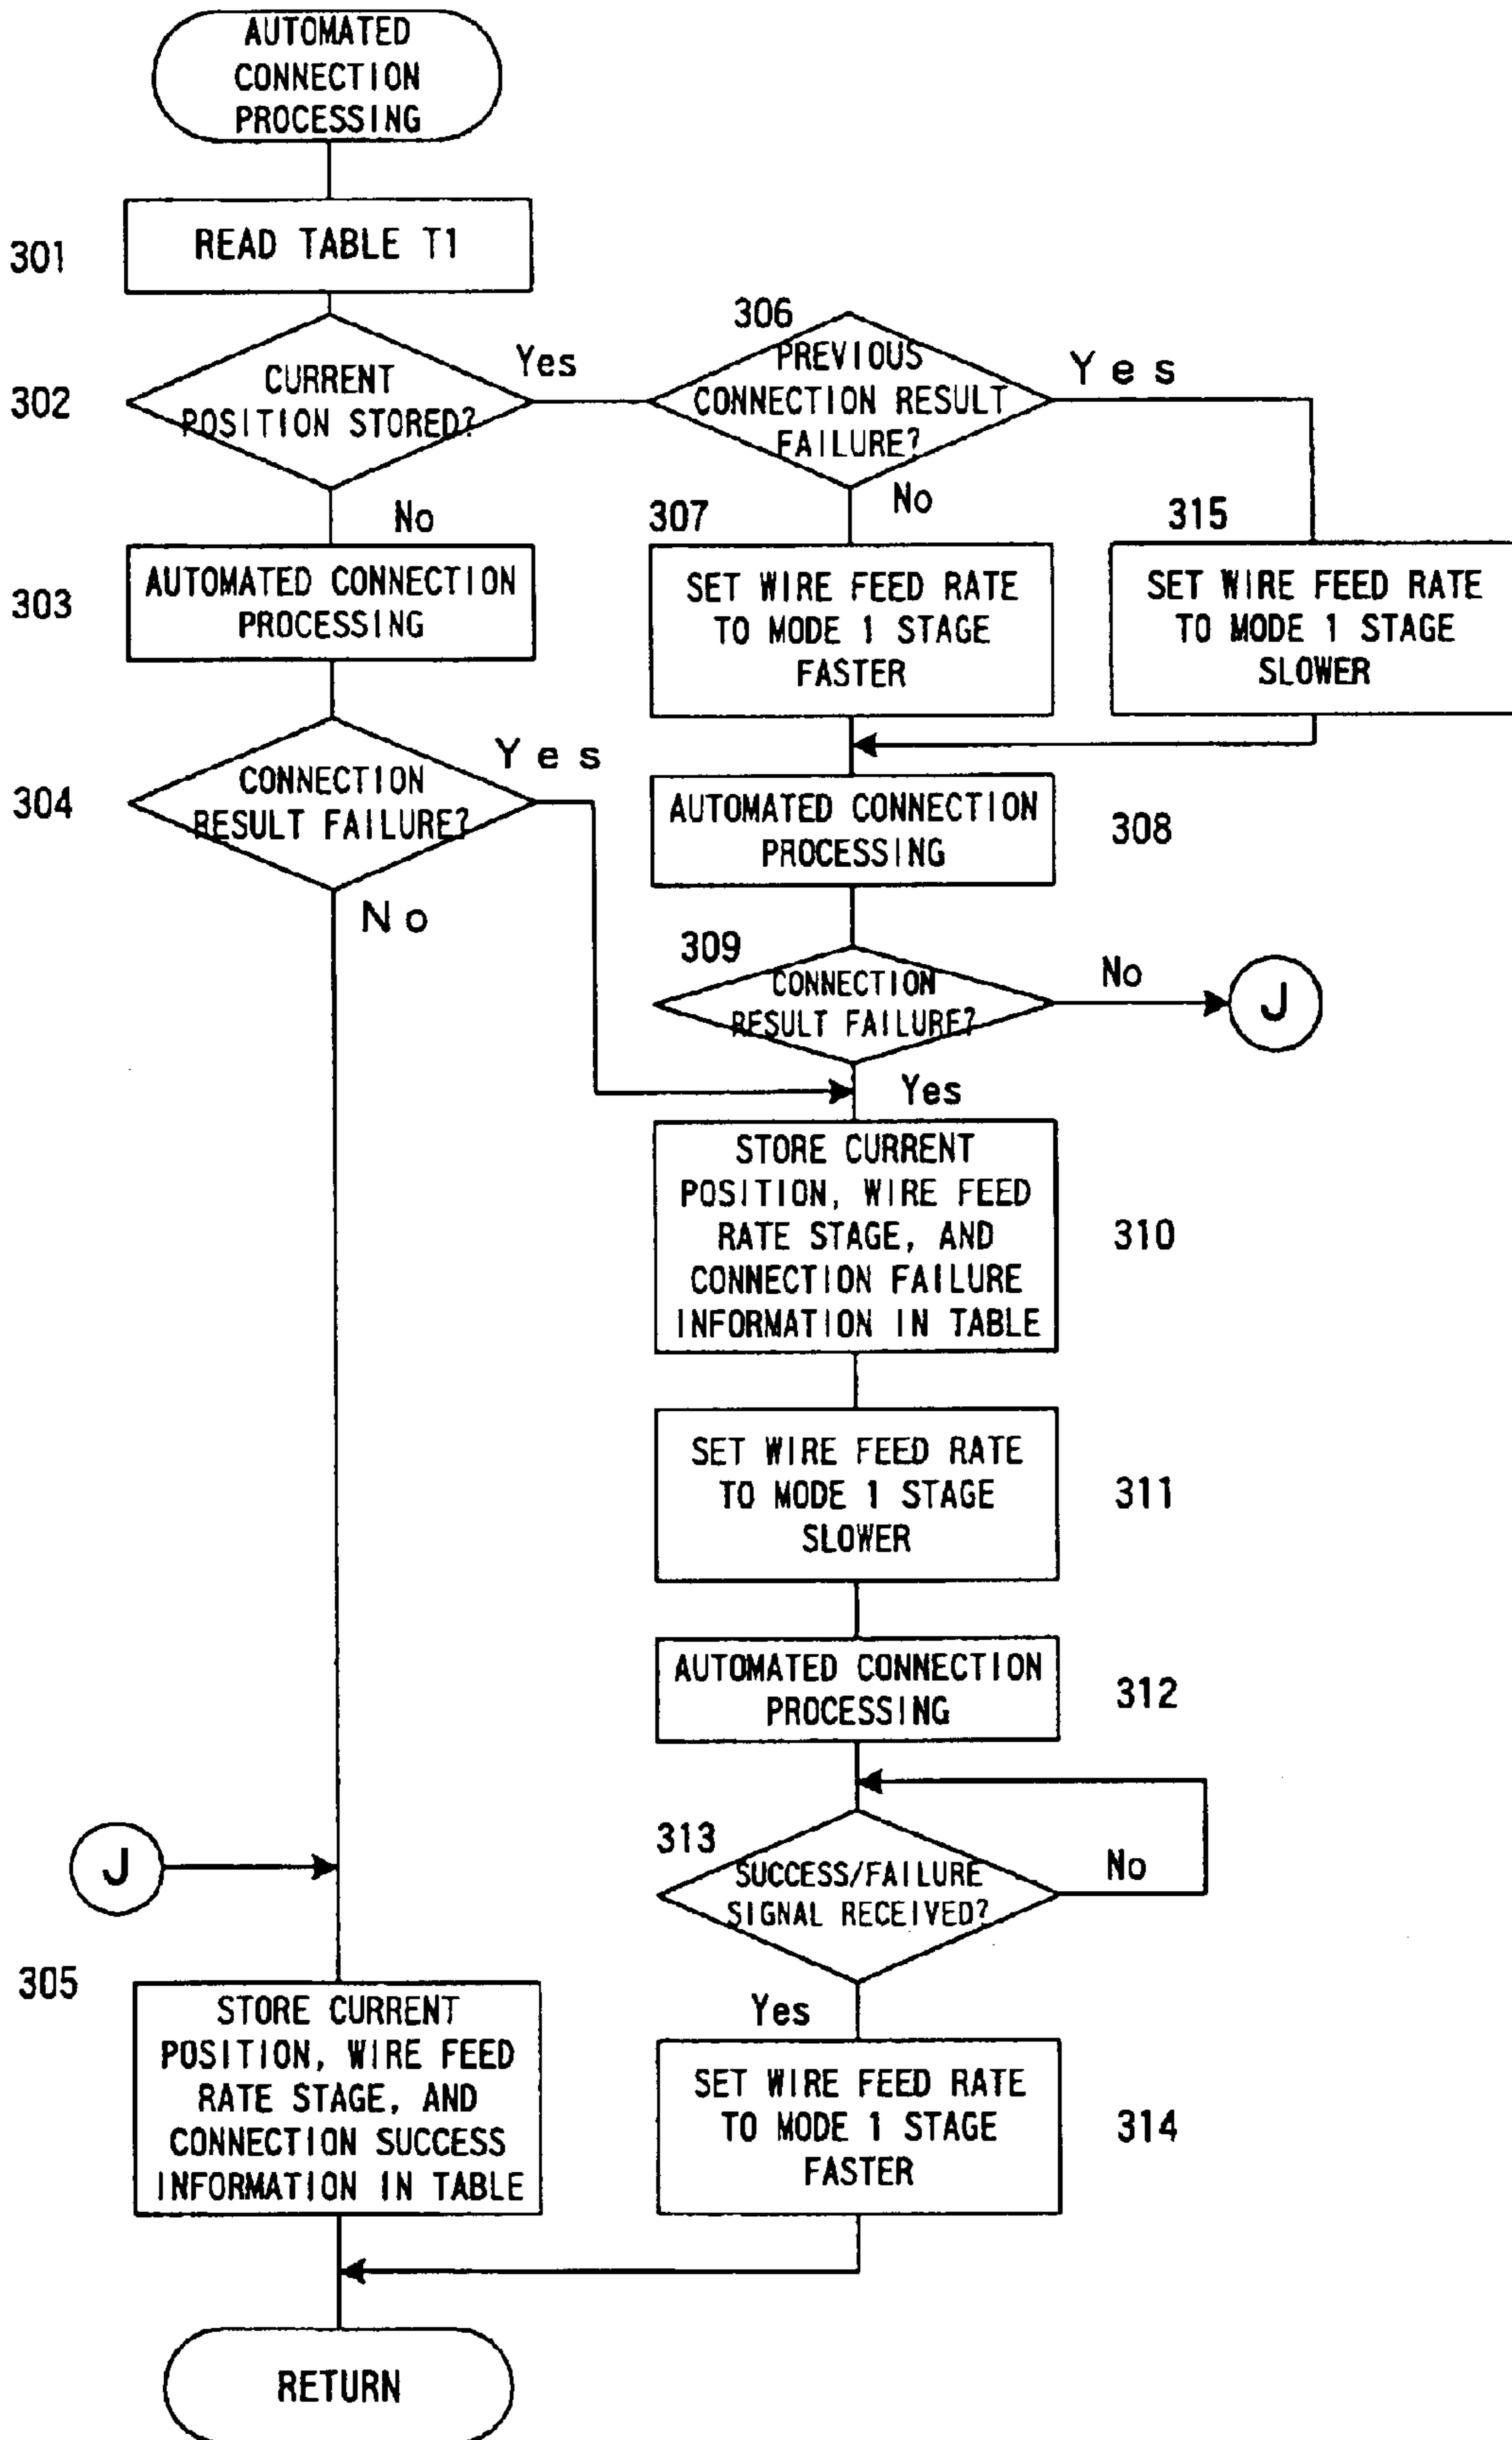 AUTOMATED
CONNECTION
PROCESSING
301
READ TABLE T1
302
CURRENT
POSITION STORED?
Yes
No
306
PREVIOUS
CONNECTION RESULT
FAILURE?
Yes
No
303
AUTOMATED CONNECTION
PROCESSING
307
SET WIRE FEED RATE
TO MODE 1 STAGE
FASTER
315
SET WIRE FEED RATE
TO MODE 1 STAGE
SLOWER
304
CONNECTION
RESULT FAILURE?
Yes
No
AUTOMATED CONNECTION
PROCESSING
308
309
CONNECTION
RESULT FAILURE?
No
J
Yes
STORE CURRENT
POSITION, WIRE FEED
RATE STAGE, AND
CONNECTION FAILURE
INFORMATION IN TABLE
310
SET WIRE FEED RATE
TO MODE 1 STAGE
SLOWER
311
AUTOMATED CONNECTION
PROCESSING
312
313
SUCCESS/FAILURE
SIGNAL RECEIVED?
No
Yes
J
305
STORE CURRENT
POSITION, WIRE FEED
RATE STAGE, AND
CONNECTION SUCCESS
INFORMATION IN TABLE
SET WIRE FEED RATE
TO MODE 1 STAGE
FASTER
314
RETURN